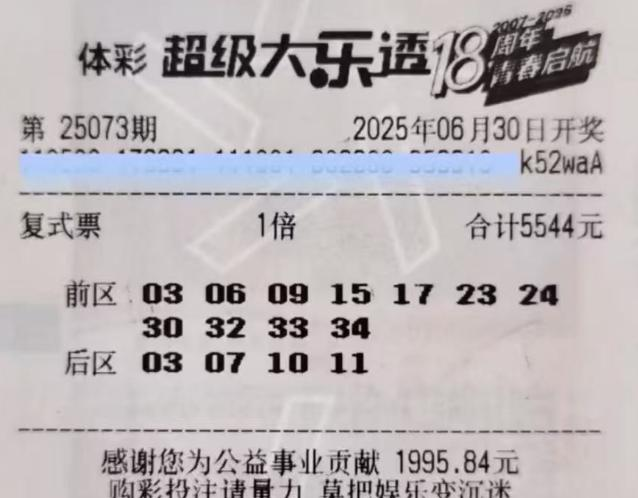 体彩 超级大乐透 18 2007-2025
周年
青春启航
第 25073期 2025年06月30日开奖
k52waA
复式票 1倍 合计5544元
前区 03 06 09 15 17 23 24
30 32 33 34
后区 03 07 10 11
感谢您为公益事业贡献 1995.84元
购彩投注请量力 莫把娱乐变沉迷